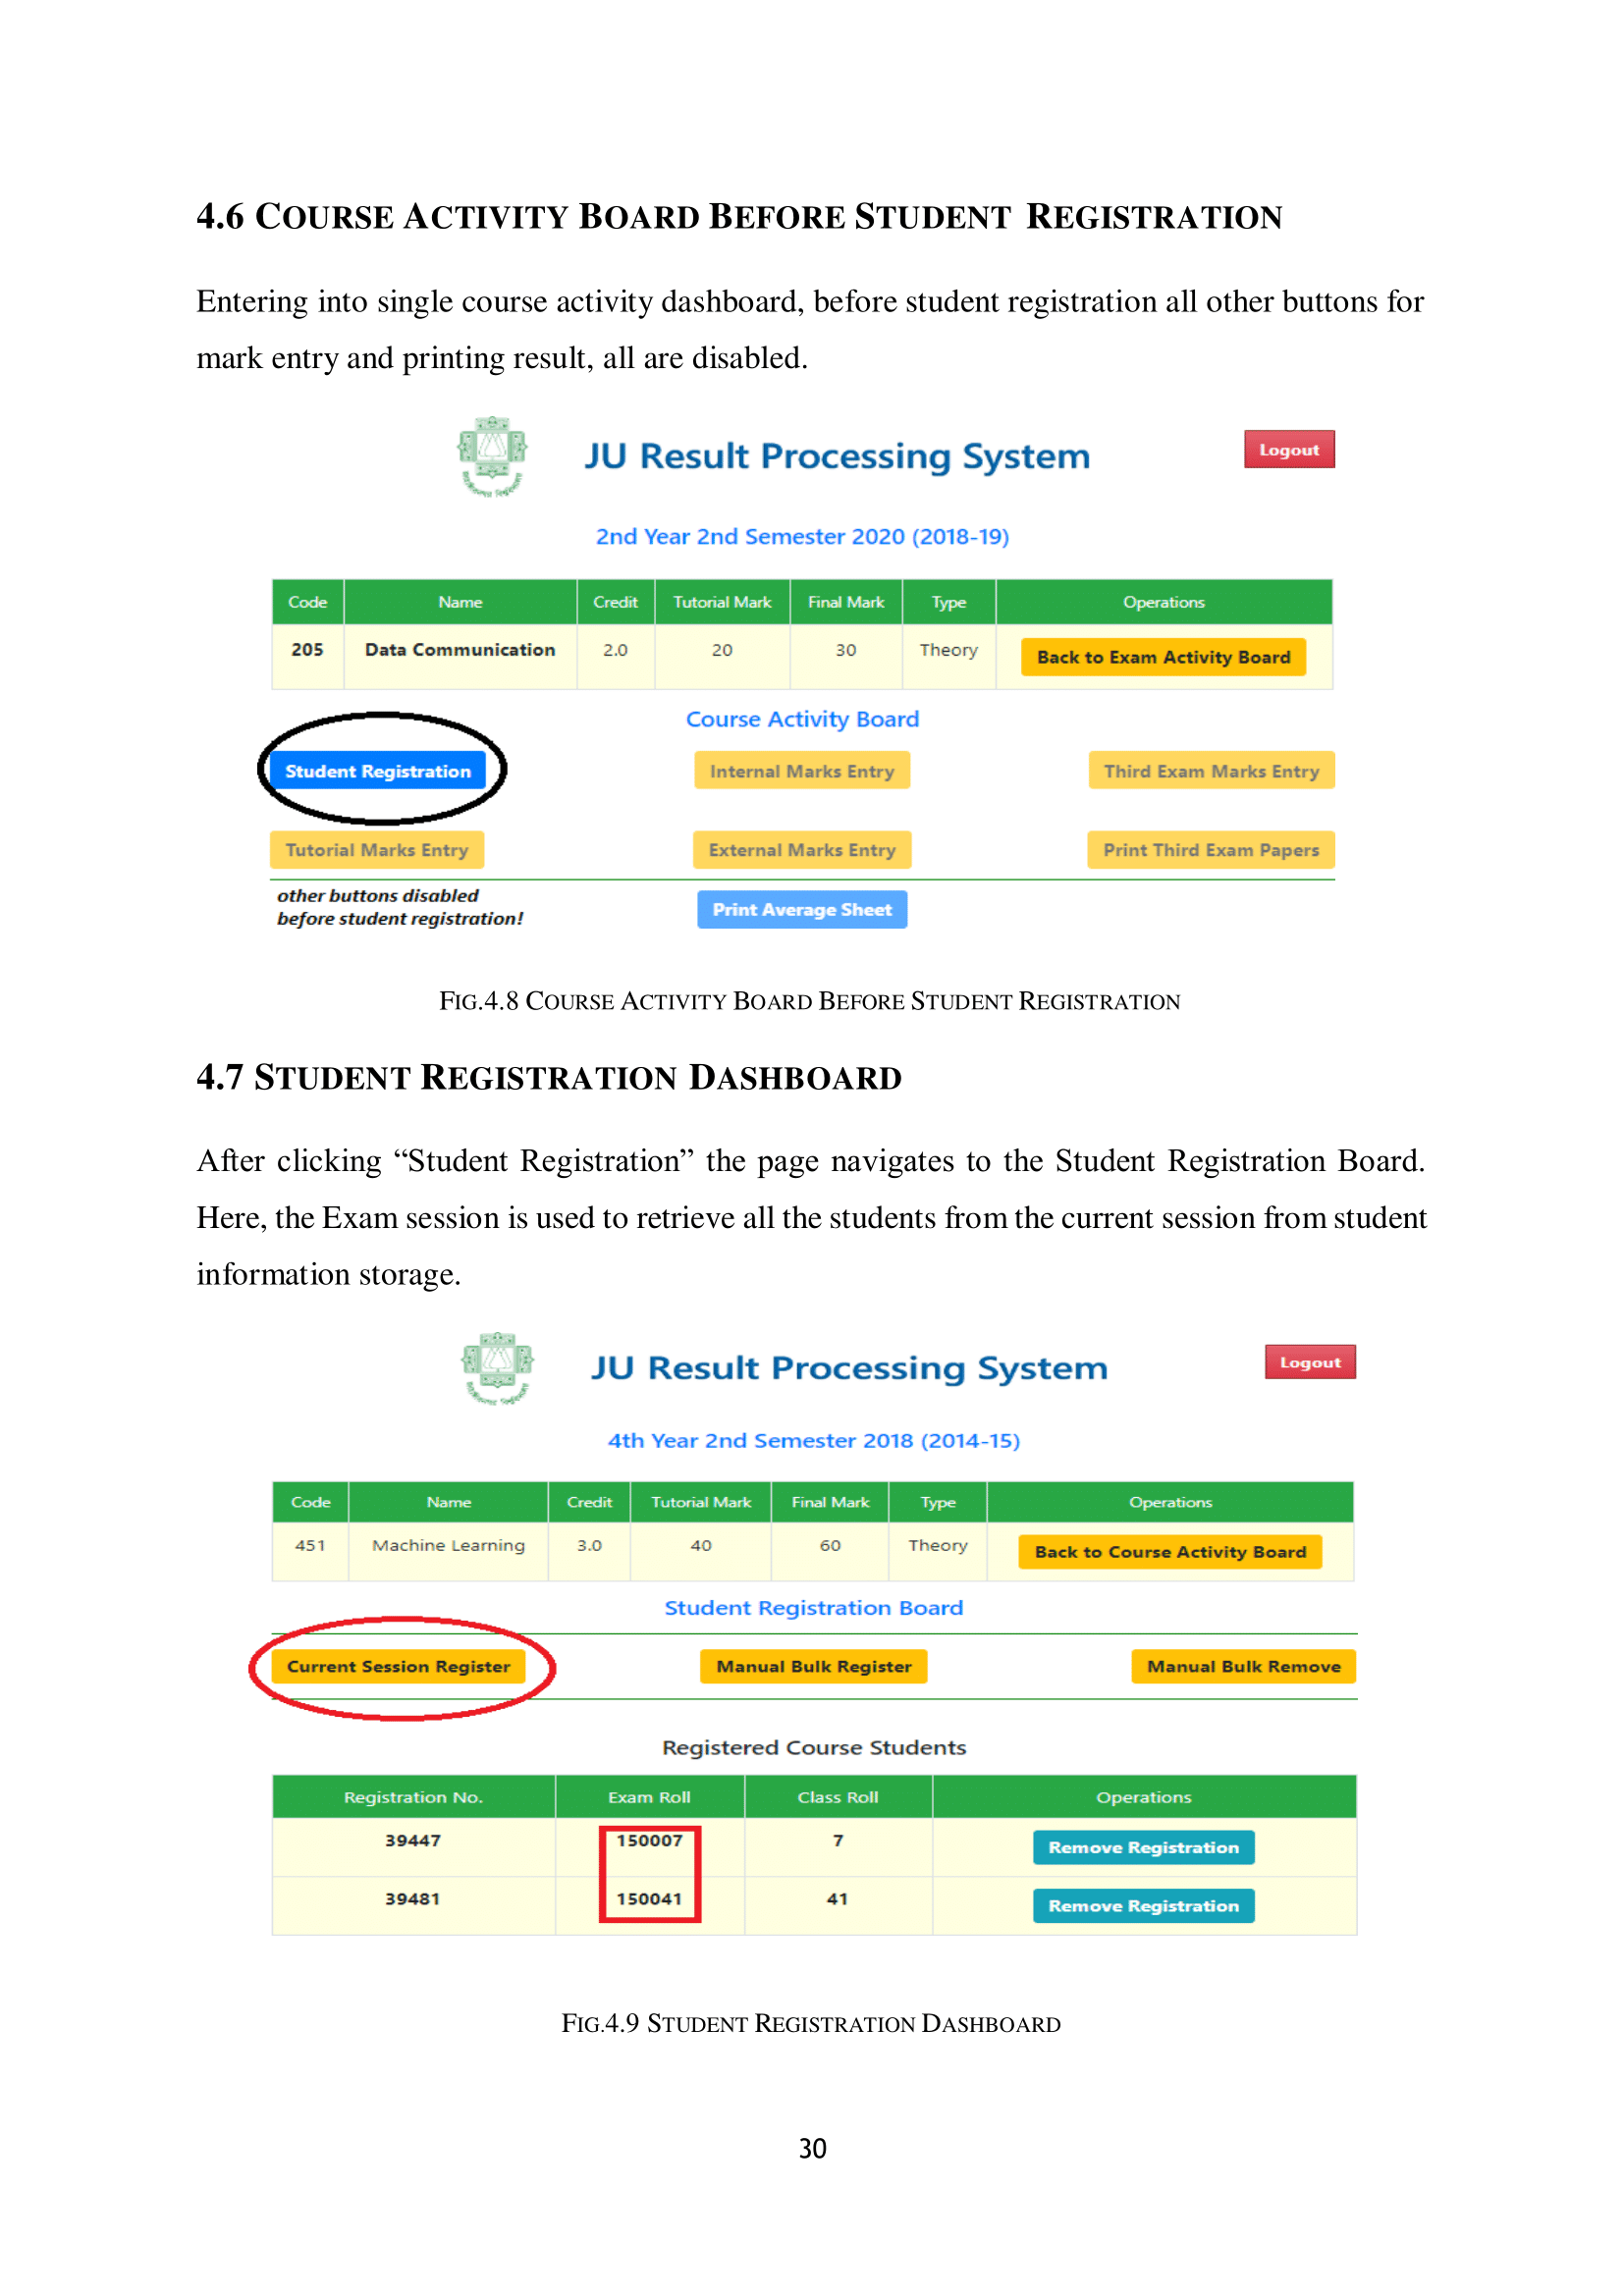 4.6 COURSE ACTIVITY BOARD BEFORE STUDENT REGISTRATION
Entering into single course activity dashboard, before student registration all other buttons for
mark entry and printing result, all are disabled.
JU Result Processing System
Logout
2nd Year 2nd Semester 2020 (2018-19)
Code Name Credit Tutorial Mark Final Mark Type Operations
205 Data Communication 2.0 20 30 Theory Back to Exam Activity Board
Course Activity Board
Student Registration Internal Marks Entry Third Exam Marks Entry
Tutorial Marks Entry External Marks Entry Print Third Exam Papers
other buttons disabled
before student registration!
Print Average Sheet
FIG.4.8 COURSE ACTIVITY BOARD BEFORE STUDENT REGISTRATION
4.7 STUDENT REGISTRATION DASHBOARD
After clicking “Student Registration” the page navigates to the Student Registration Board.
Here, the Exam session is used to retrieve all the students from the current session from student
information storage.
JU Result Processing System
Logout
4th Year 2nd Semester 2018 (2014-15)
Code Name Credit Tutorial Mark Final Mark Type Operations
451 Machine Learning 3.0 40 60 Theory Back to Course Activity Board
Student Registration Board
Current Session Register Manual Bulk Register Manual Bulk Remove
Registered Course Students
Registration No. Exam Roll Class Roll Operations
39447 150007 7 Remove Registration
39481 150041 41 Remove Registration
FIG.4.9 STUDENT REGISTRATION DASHBOARD
30